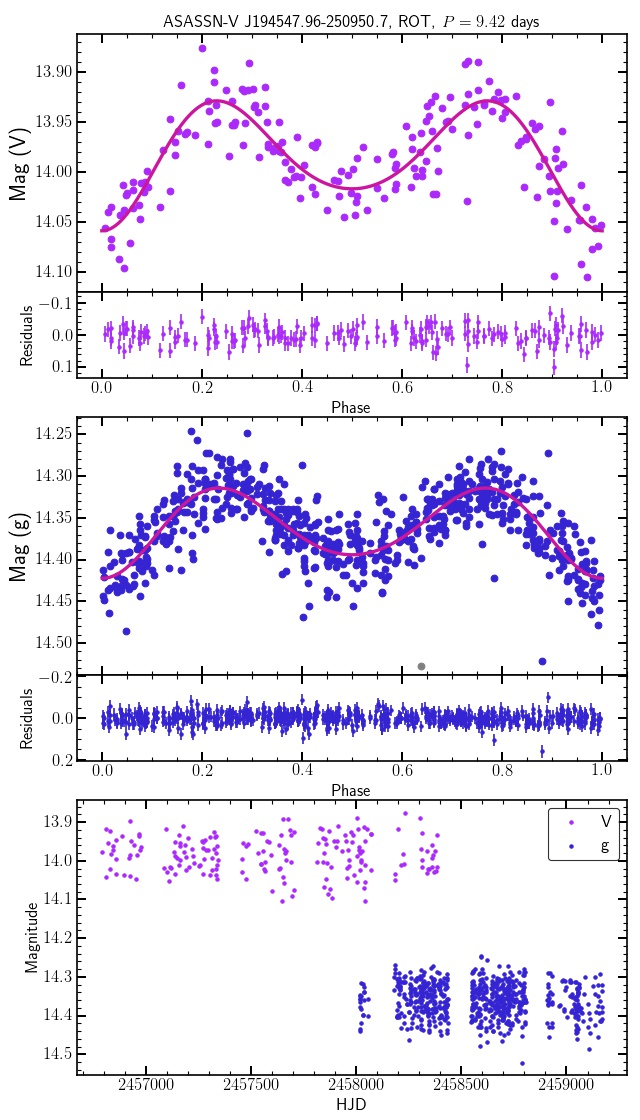 ASASSN-V J194547.96-250950.7, ROT, P = 9.42 days
Mag (V)
13.90
13.95
14.00
14.05
14.10
Residuals
−0.1
0.0
0.1
0.0 0.2 0.4 0.6 0.8 1.0
Phase
Mag (g)
14.25
14.30
14.35
14.40
14.45
14.50
Residuals
−0.2
0.0
0.2
0.0 0.2 0.4 0.6 0.8 1.0
Phase
Magnitude
13.9
14.0
14.1
14.2
14.3
14.4
14.5
V
g
2457000 2457500 2458000 2458500 2459000
HJD